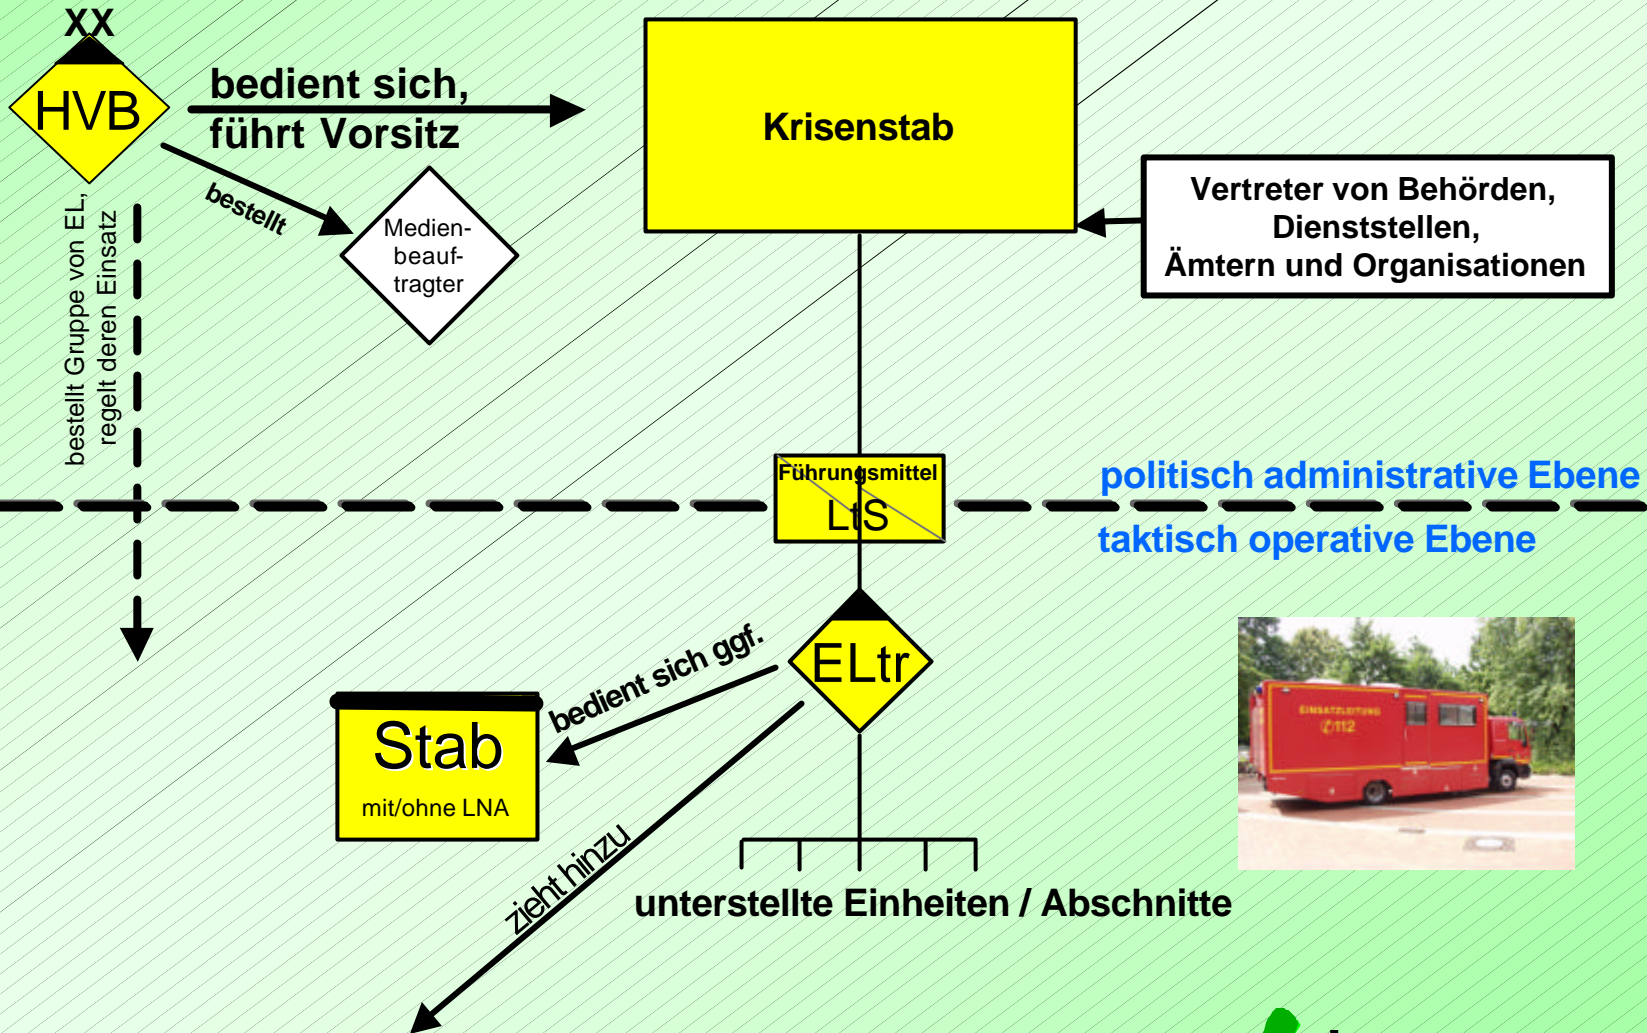 XX
HVB
bedient sich,
führt Vorsitz
bestellt
Medien-
beauf-
tragter
bestellt Gruppe von EL,
regelt deren Einsatz
Krisenstab
Vertreter von Behörden,
Dienststellen,
Ämtern und Organisationen
Führungsmittel
LtS
politisch administrative Ebene
taktisch operative Ebene
ELtr
bedient sich ggf.
Stab
mit/ohne LNA
zieht hinzu
unterstellte Einheiten / Abschnitte
EINSATZLEITUNG
✆112